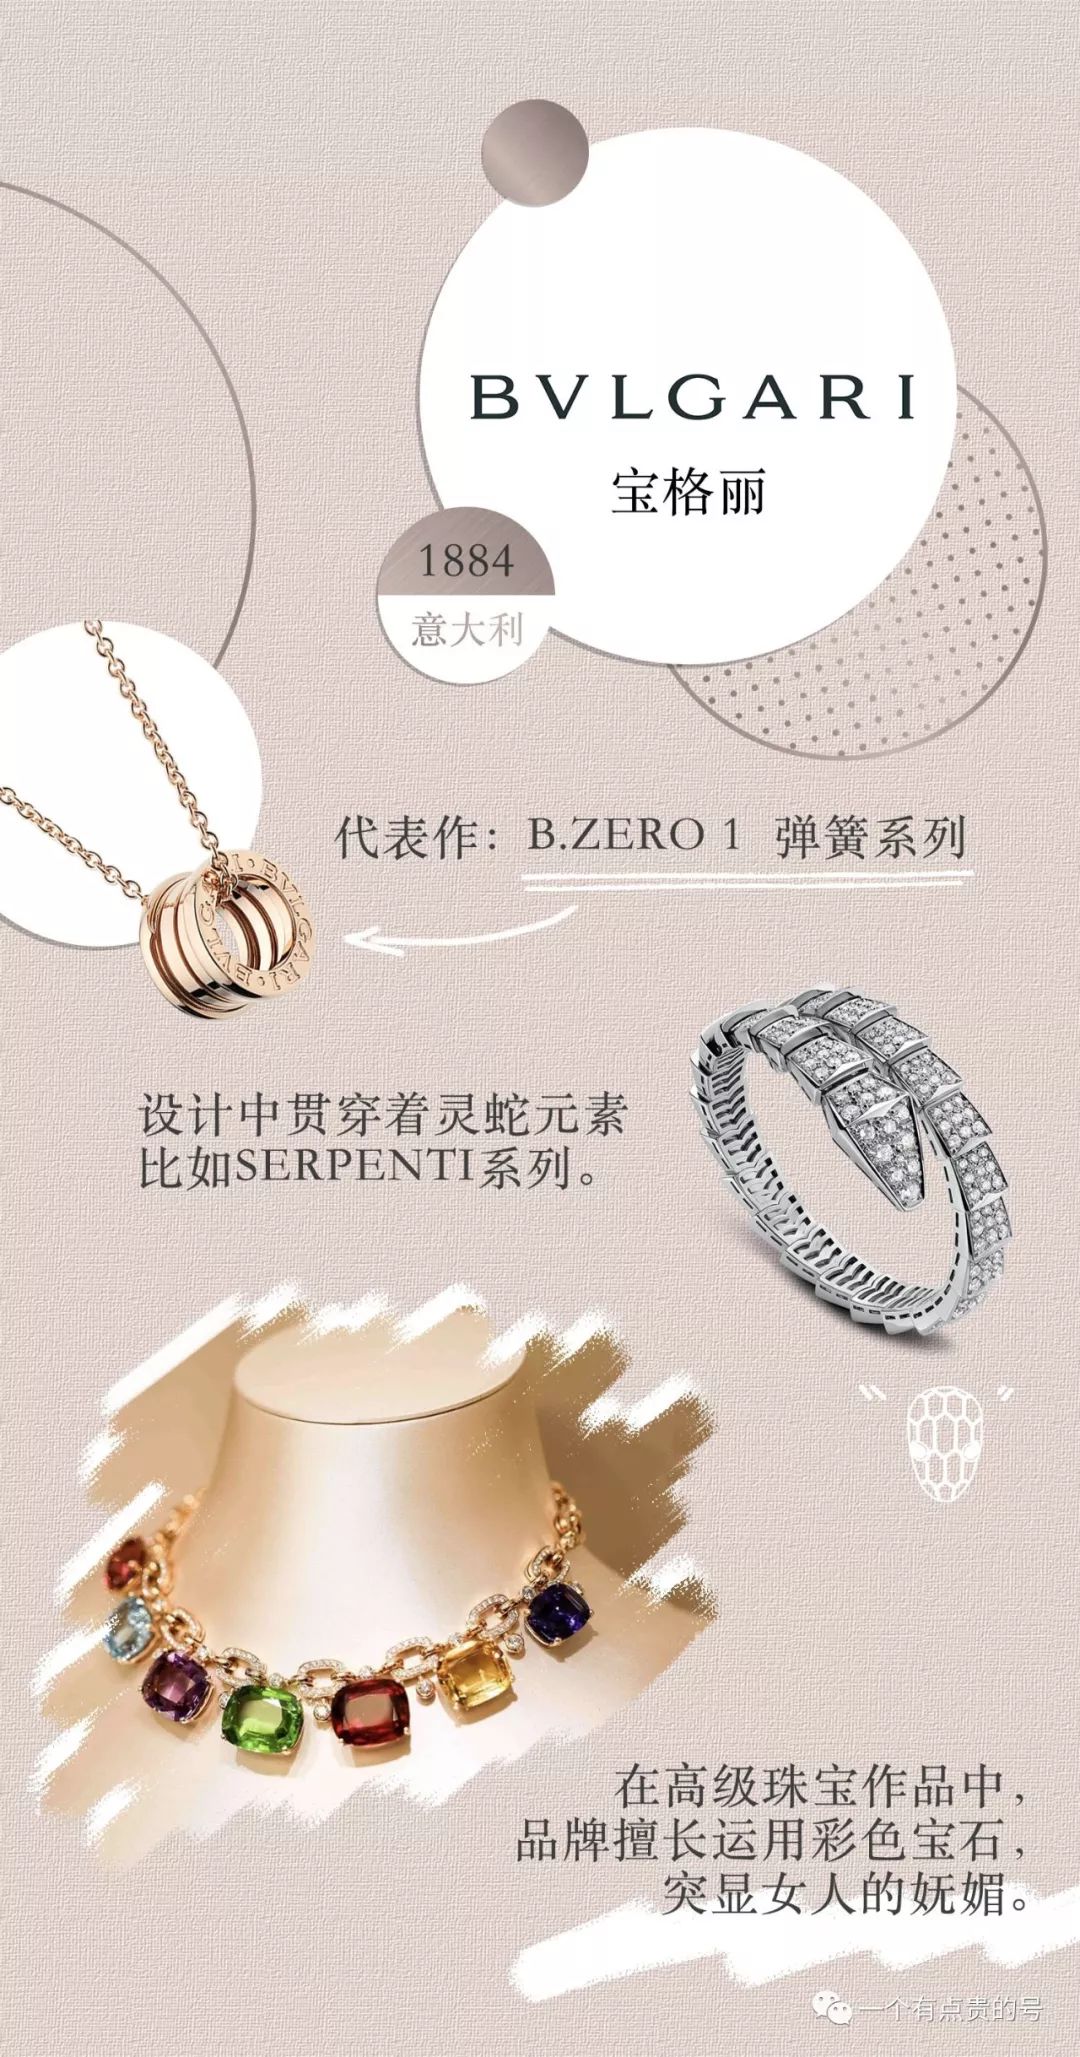 BVLGARI
宝格丽
1884
意大利
代表作：B.ZERO 1 弹簧系列
BVLGARI · BVLGARI
设计中贯穿着灵蛇元素
比如SERPENTI系列。
在高级珠宝作品中，
品牌擅长运用彩色宝石，
突显女人的妩媚。
一个有点贵的号